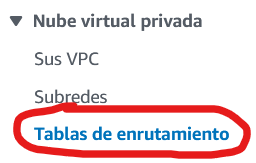 Nube virtual privada
Sus VPC
Subredes
Tablas de enrutamiento